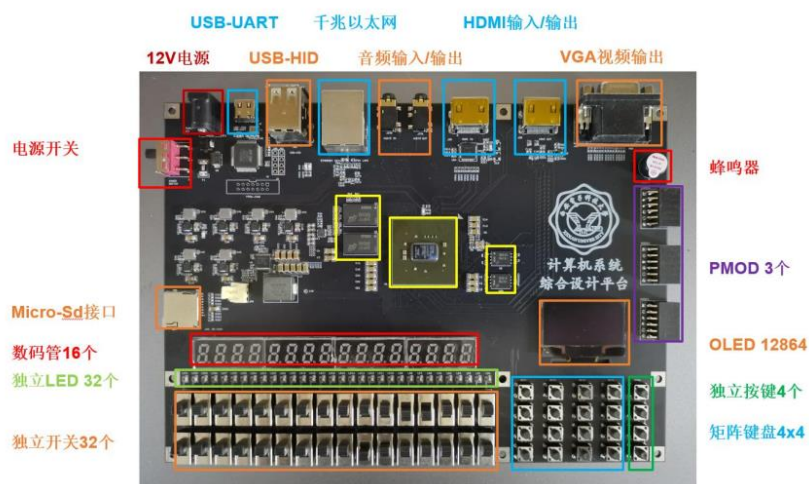 USB-UART 千兆以太网 HDMI输入/输出
12V电源 USB-HID 音频输入/输出 VGA视频输出
电源开关
蜂鸣器
计算机系统
综合设计平台
PMOD 3个
Micro-Sd接口
数码管16个
OLED 12864
独立LED 32个
独立按键4个
独立开关32个
矩阵键盘4x4